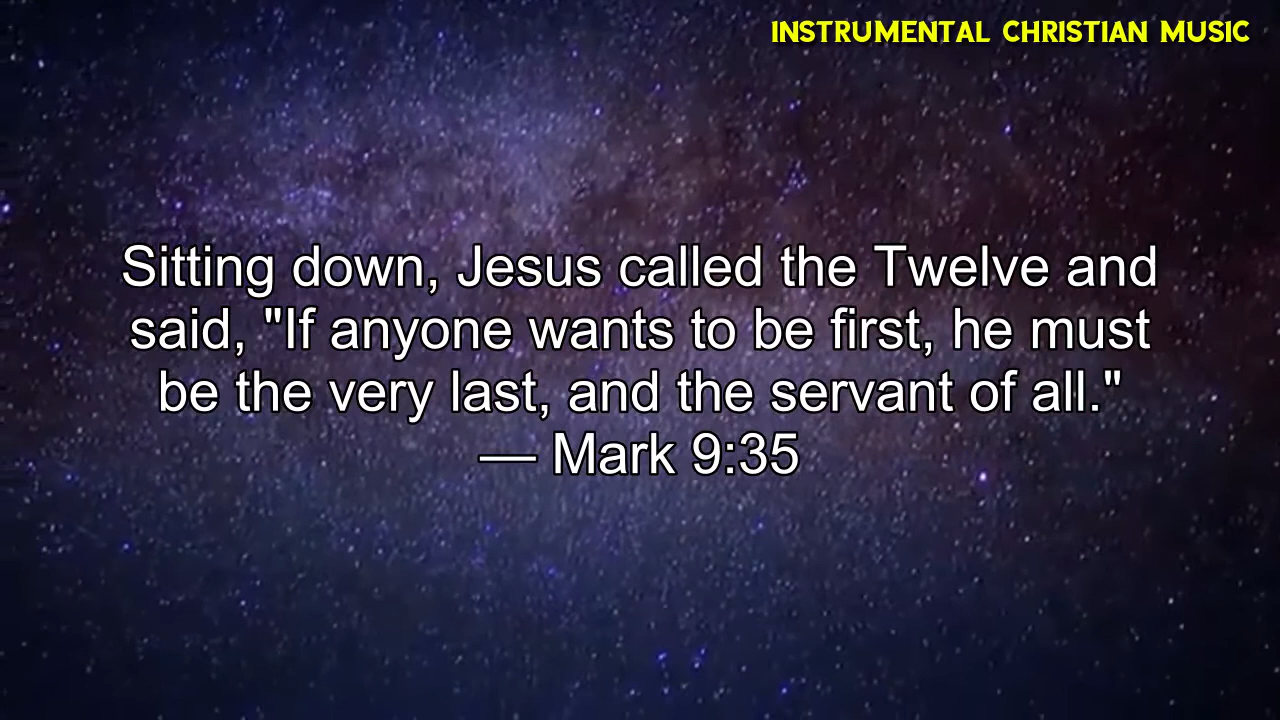 INSTRUMENTAL CHRISTIAN MUSIC
Sitting down, Jesus called the Twelve and
said, "If anyone wants to be first, he must
be the very last, and the servant of all."
— Mark 9:35